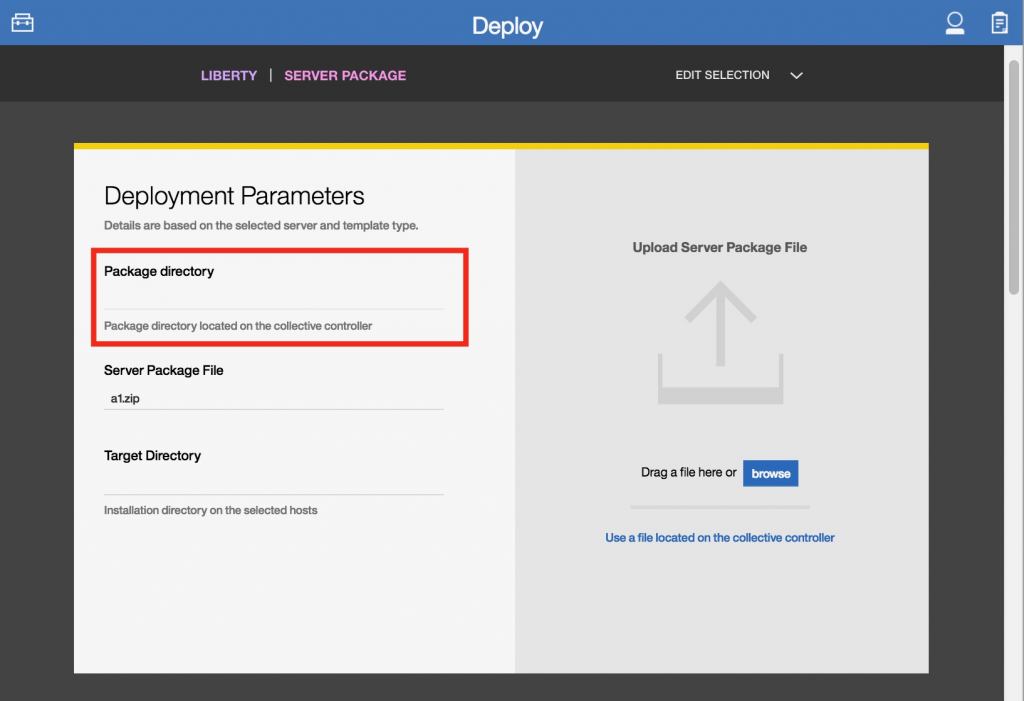 Deploy
LIBERTY | SERVER PACKAGE
EDIT SELECTION
Deployment Parameters
Details are based on the selected server and template type.
Package directory
Package directory located on the collective controller
Server Package File
a1.zip
Target Directory
Installation directory on the selected hosts
Upload Server Package File
Drag a file here or browse
Use a file located on the collective controller